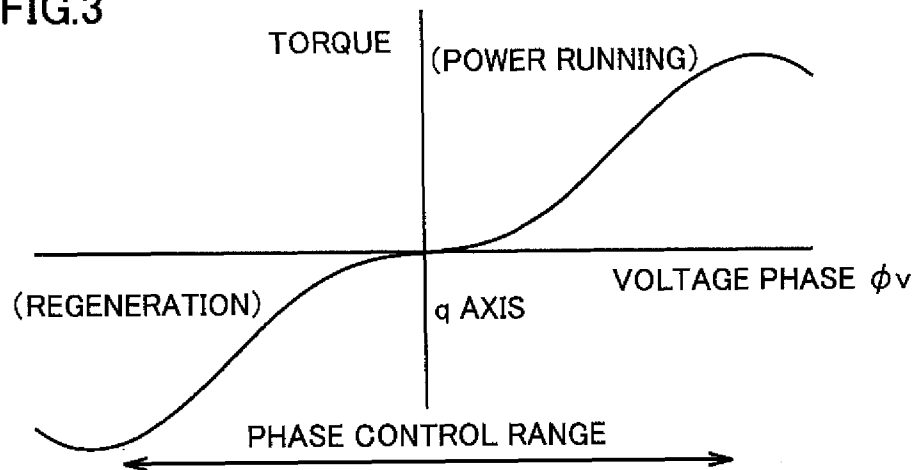 FIG.3
TORQUE
(POWER RUNNING)
VOLTAGE PHASE ϕv
(REGENERATION)
q AXIS
PHASE CONTROL RANGE